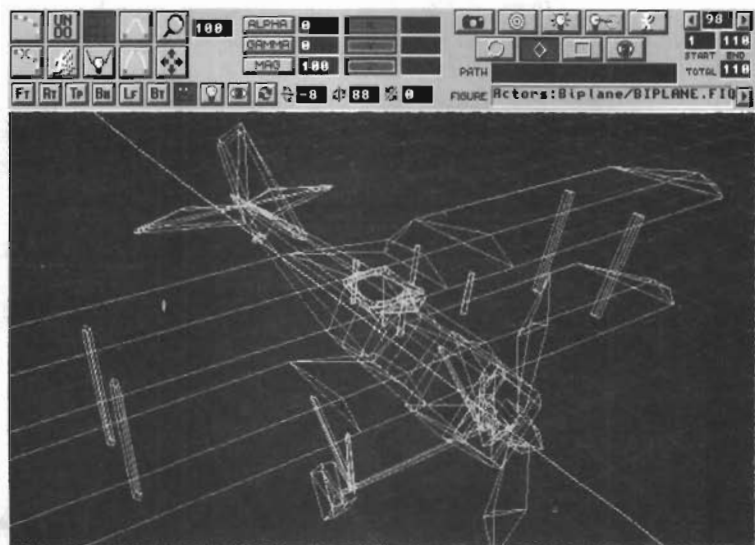 UN DO
100
ALPHA 0
GAMMA 0
MAG 100
98
1 110
START END
TOTAL 110
PATH
FT RT TP BM LF BT
-8 88 0
FIGURE Actors:Biplane/BIPLANE.FIG